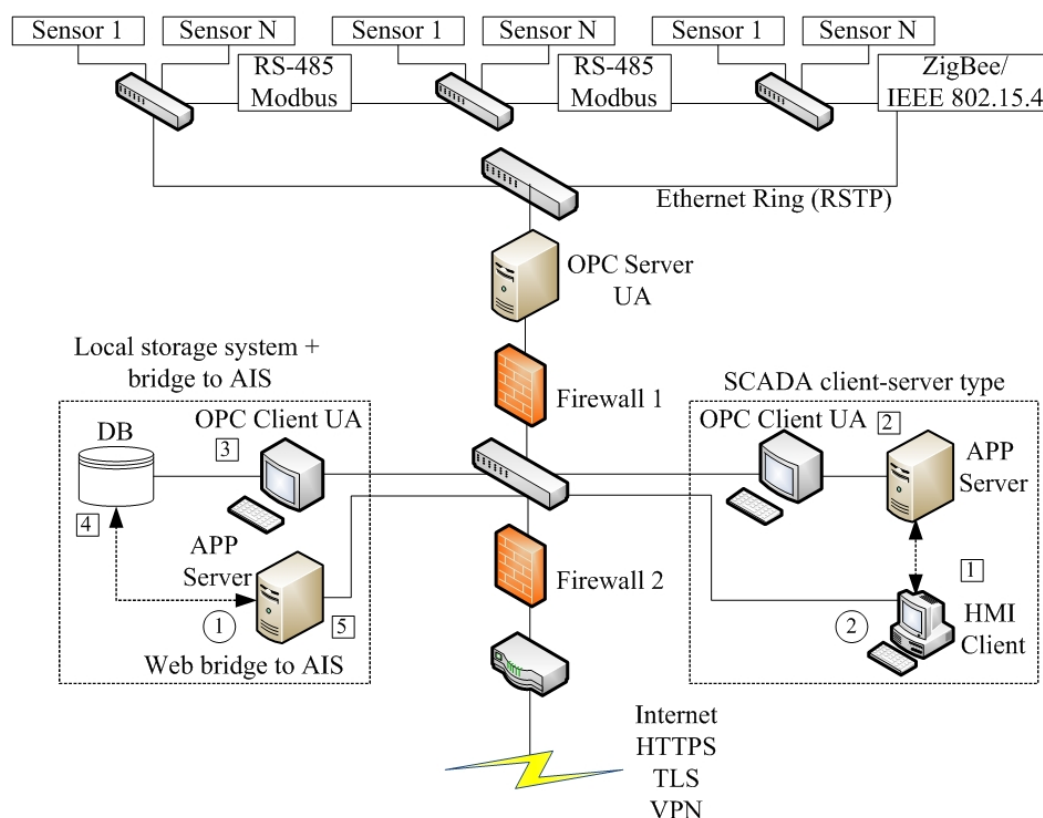 Sensor 1
Sensor N
Sensor 1
Sensor N
Sensor 1
Sensor N
RS-485
Modbus
RS-485
Modbus
ZigBee/
IEEE 802.15.4
Ethernet Ring (RSTP)
OPC Server
UA
Local storage system +
bridge to AIS
Firewall 1
SCADA client-server type
DB
OPC Client UA
3
4
APP
Server
1
5
Web bridge to AIS
Firewall 2
OPC Client UA
2
APP
Server
1
2
HMI
Client
Internet
HTTPS
TLS
VPN